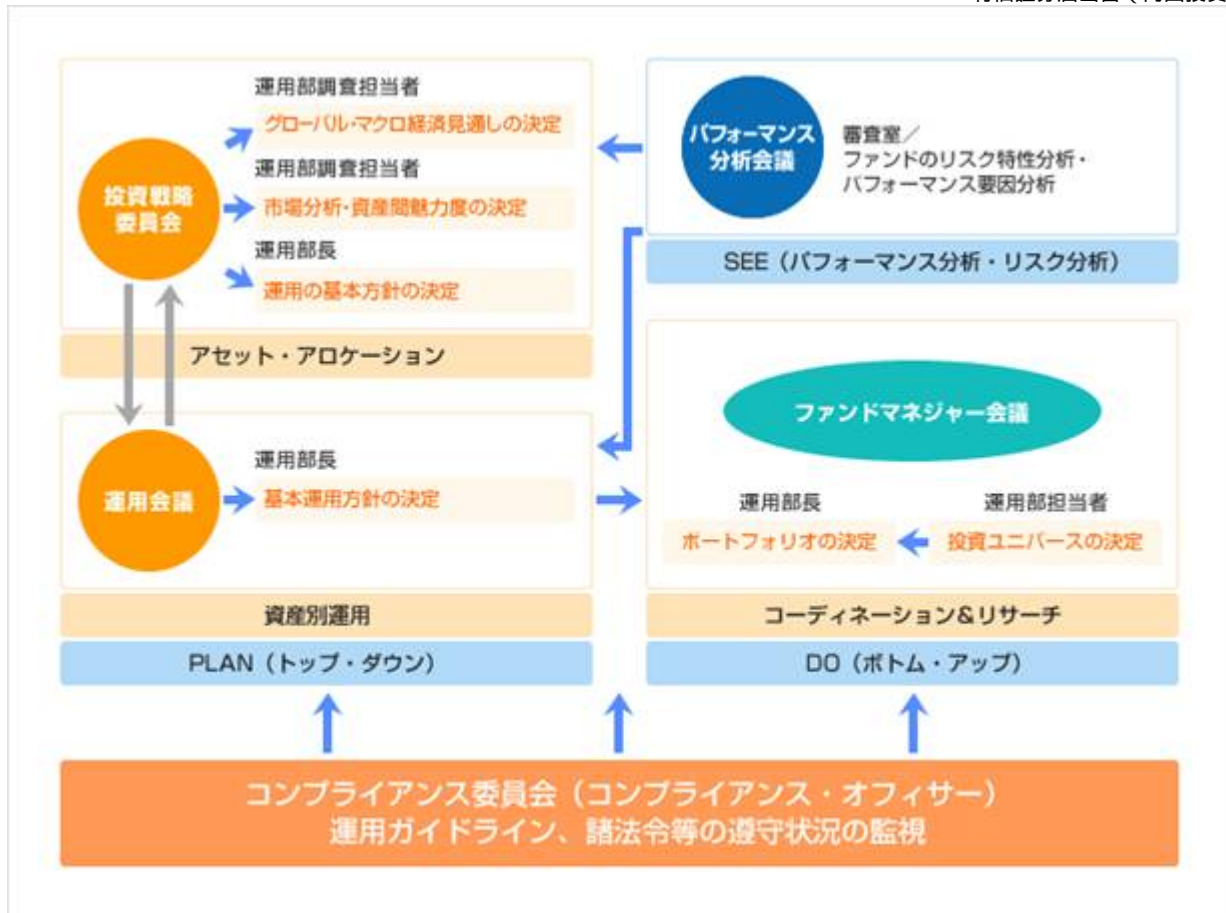 運用部調査担当者
グローバル・マクロ経済見通しの決定
運用部調査担当者
市場分析・資産間魅力度の決定
運用部長
運用の基本方針の決定
投資戦略
委員会
アセット・アロケーション
パフォーマンス
分析会議
審査室／
ファンドのリスク特性分析・
パフォーマンス要因分析
SEE（パフォーマンス分析・リスク分析）
運用会議
運用部長
基本運用方針の決定
資産別運用
PLAN（トップ・ダウン）
ファンドマネジャー会議
運用部長
ポートフォリオの決定
運用部担当者
投資ユニバースの決定
コーディネーション＆リサーチ
DO（ボトム・アップ）
コンプライアンス委員会（コンプライアンス・オフィサー）
運用ガイドライン、諸法令等の遵守状況の監視